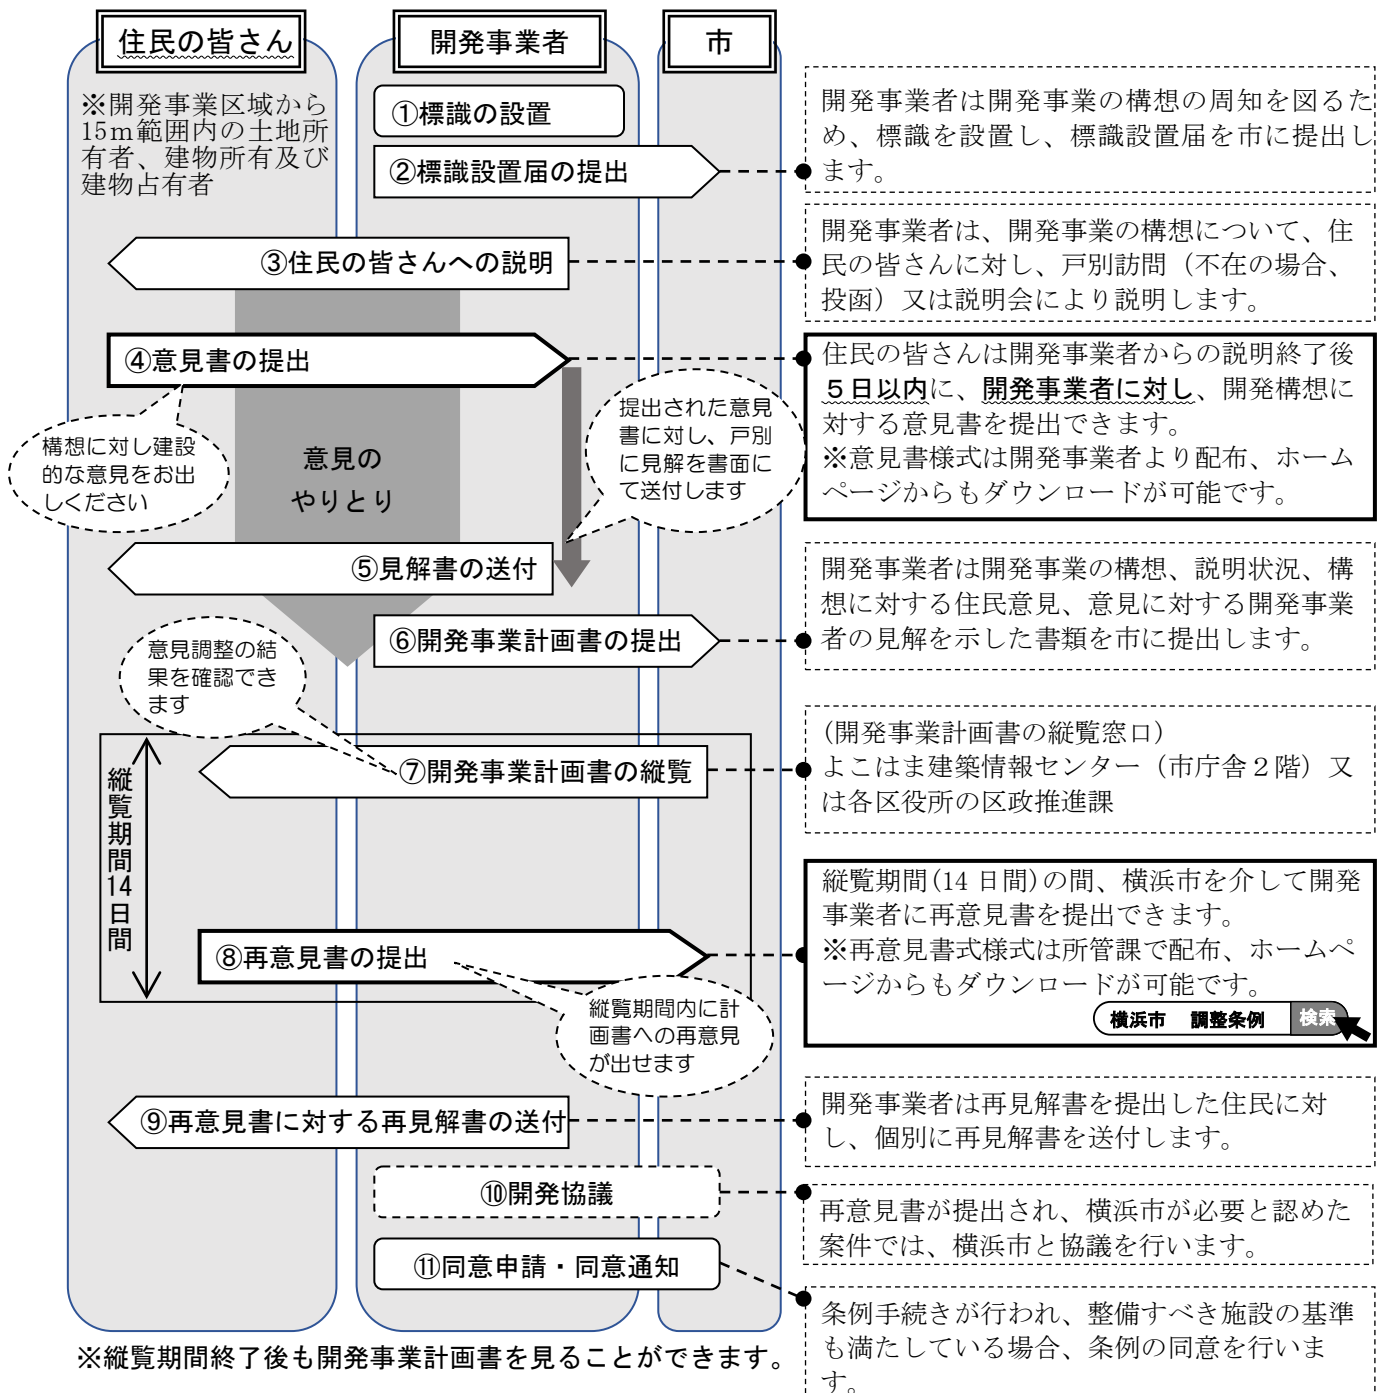 住民の皆さん
開発事業者
市
※開発事業区域から
15m範囲内の土地所
有者、建物所有及び
建物占有者
①標識の設置
②標識設置届の提出
開発事業者は開発事業の構想の周知を図るた
め、標識を設置し、標識設置届を市に提出し
ます。
③住民の皆さんへの説明
開発事業者は、開発事業の構想について、住
民の皆さんに対し、戸別訪問（不在の場合、
投函）又は説明会により説明します。
④意見書の提出
住民の皆さんは開発事業者からの説明終了後
５日以内に、開発事業者に対し、開発構想に
対する意見書を提出できます。
※意見書様式は開発事業者より配布、ホーム
ページからもダウンロードが可能です。
構想に対し建設
的な意見をお出
しください
意見の
やりとり
提出された意見
書に対し、戸別
に見解を書面に
て送付します
⑤見解書の送付
開発事業者は開発事業の構想、説明状況、構
想に対する住民意見、意見に対する開発事業
者の見解を示した書類を市に提出します。
⑥開発事業計画書の提出
意見調整の結
果を確認でき
ます
縦覧期間14日間
⑦開発事業計画書の縦覧
(開発事業計画書の縦覧窓口)
よこはま建築情報センター（市庁舎２階）又
は各区役所の区政推進課
⑧再意見書の提出
縦覧期間(14 日間)の間、横浜市を介して開発
事業者に再意見書を提出できます。
※再意見書式様式は所管課で配布、ホームペ
ージからもダウンロードが可能です。
横浜市　調整条例　検索
縦覧期間内に計
画書への再意見
が出せます
⑨再意見書に対する再見解書の送付
開発事業者は再見解書を提出した住民に対
し、個別に再見解書を送付します。
⑩開発協議
再意見書が提出され、横浜市が必要と認めた
案件では、横浜市と協議を行います。
⑪同意申請・同意通知
条例手続きが行われ、整備すべき施設の基準
も満たしている場合、条例の同意を行いま
す。
※縦覧期間終了後も開発事業計画書を見ることができます。